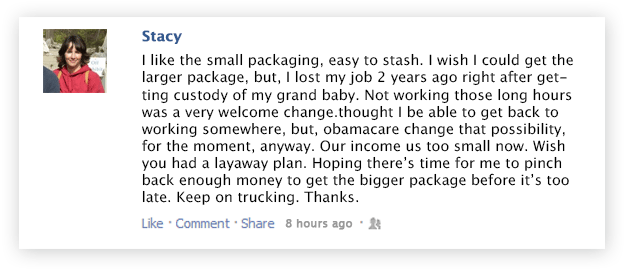 Stacy
I like the small packaging, easy to stash. I wish I could get the
larger package, but, I lost my job 2 years ago right after get-
ting custody of my grand baby. Not working those long hours
was a very welcome change.thought I be able to get back to
working somewhere, but, obamacare change that possibility,
for the moment, anyway. Our income us too small now. Wish
you had a layaway plan. Hoping there's time for me to pinch
back enough money to get the bigger package before it's too
late. Keep on trucking. Thanks.
Like · Comment · Share 8 hours ago ·